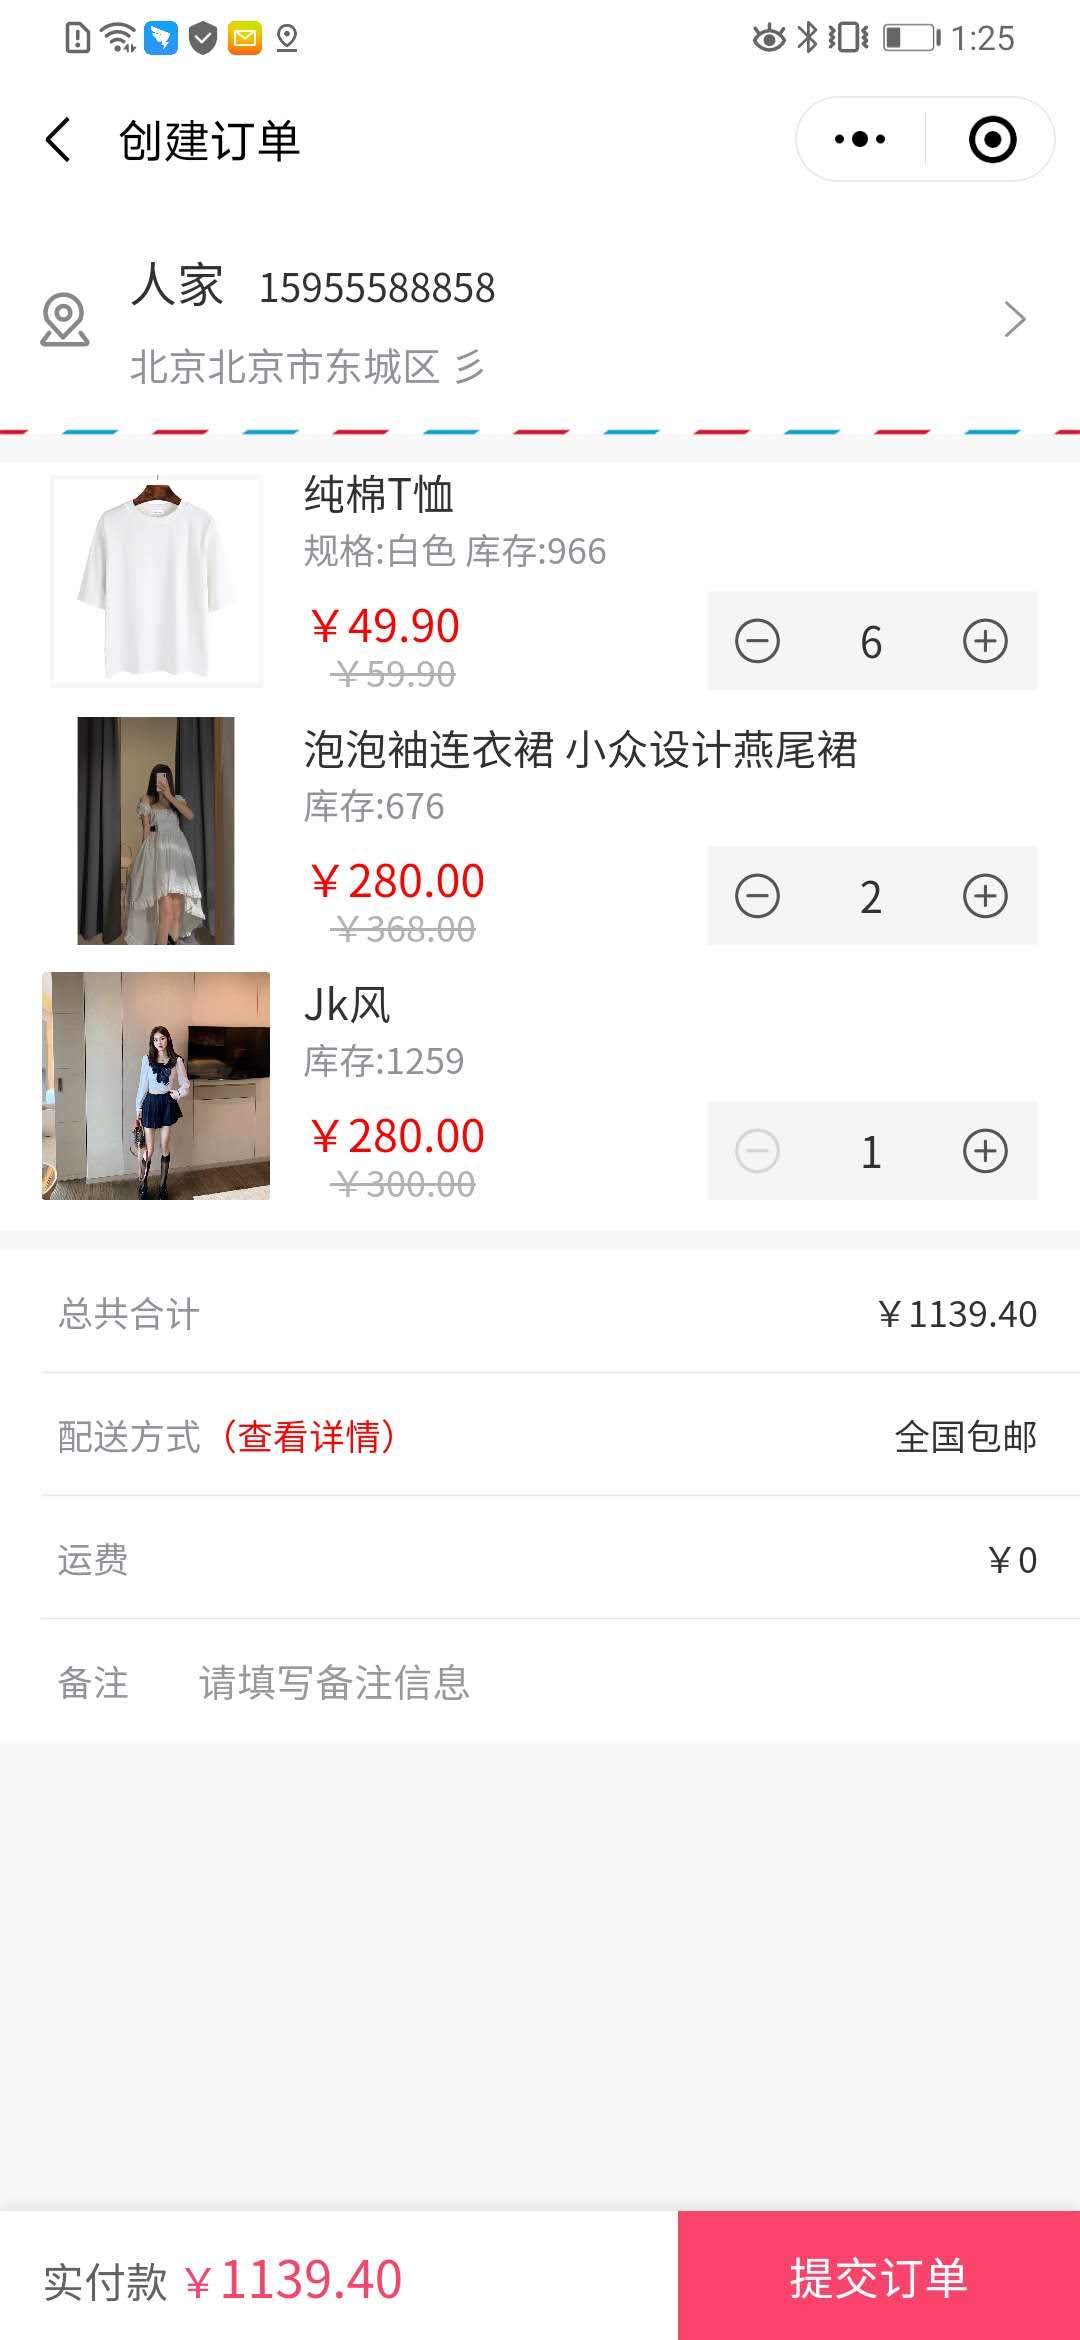 1:25
创建订单
人家 15955588858
北京北京市东城区 彡
纯棉T恤
规格:白色 库存:966
￥49.90
￥59.90
6
泡泡袖连衣裙 小众设计燕尾裙
库存:676
￥280.00
￥368.00
2
Jk风
库存:1259
￥280.00
￥300.00
1
总共合计 ￥1139.40
配送方式（查看详情） 全国包邮
运费 ￥0
备注 请填写备注信息
实付款 ￥1139.40 提交订单